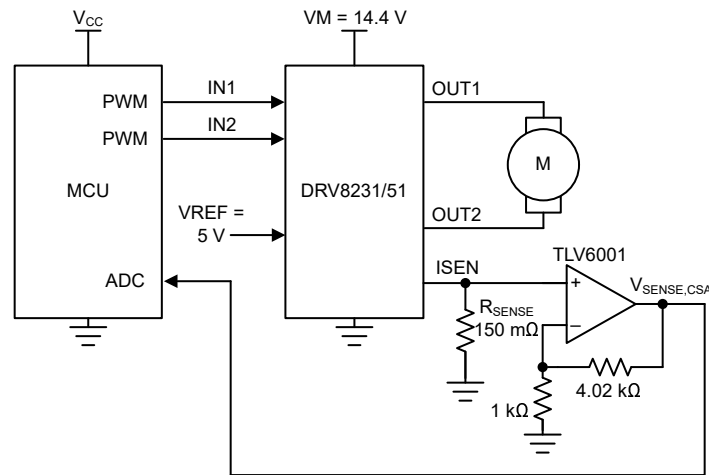 VCC
VM = 14.4 V
PWM
IN1
OUT1
PWM
IN2
MCU
DRV8231/51
M
VREF =
5 V
OUT2
TLV6001
ADC
ISEN
+
VSENSE,CSA
RSENSE
150 mΩ
−
4.02 kΩ
1 kΩ